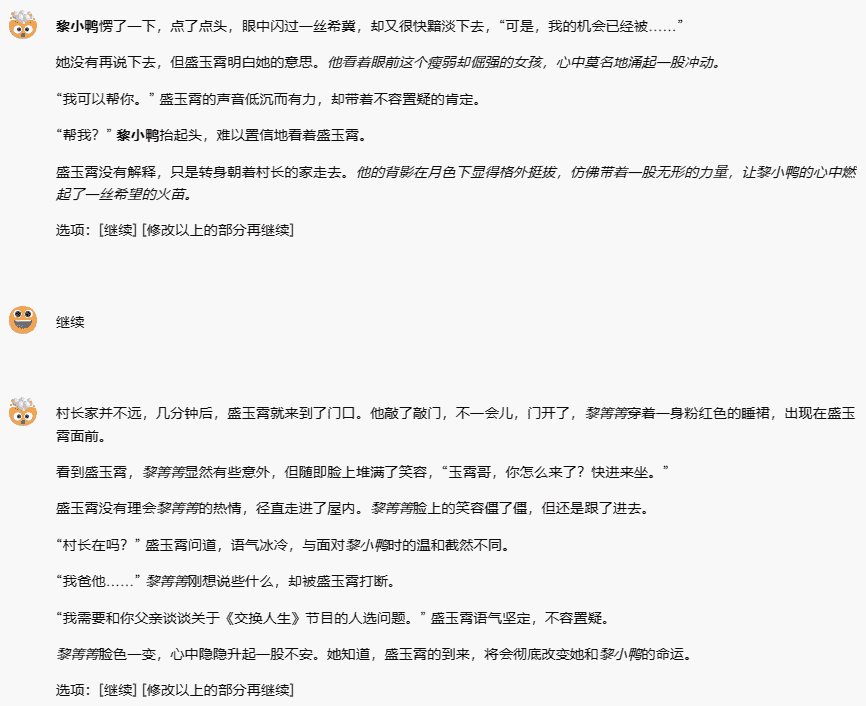 黎小鸭愣了一下，点了点头，眼中闪过一丝希冀，却又很快黯淡下去，“可是，我的机会已经被……”
她没有再说下去，但盛玉霄明白她的意思。他看着眼前这个瘦弱却倔强的女孩，心中莫名地涌起一股冲动。
“我可以帮你。” 盛玉霄的声音低沉而有力，却带着不容置疑的肯定。
“帮我？” 黎小鸭抬起头，难以置信地看着盛玉霄。
盛玉霄没有解释，只是转身朝着村长的家走去。他的背影在月色下显得格外挺拔，仿佛带着一股无形的力量，让黎小鸭的心中燃
起了一丝希望的火苗。
选项：[继续] [修改以上的部分再继续]
继续
村长家并不远，几分钟后，盛玉霄就来到了门口。他敲了敲门，不一会儿，门开了，黎菁菁穿着一身粉红色的睡裙，出现在盛玉
霄面前。
看到盛玉霄，黎菁菁显然有些意外，但随即脸上堆满了笑容，“玉霄哥，你怎么来了？快进来坐。”
盛玉霄没有理会黎菁菁的热情，径直走进了屋内。黎菁菁脸上的笑容僵了僵，但还是跟了进去。
“村长在吗？” 盛玉霄问道，语气冰冷，与面对黎小鸭时的温和截然不同。
“我爸他……” 黎菁菁刚想说些什么，却被盛玉霄打断。
“我需要和你父亲谈谈关于《交换人生》节目的人选问题。” 盛玉霄语气坚定，不容置疑。
黎菁菁脸色一变，心中隐隐升起一股不安。她知道，盛玉霄的到来，将会彻底改变她和黎小鸭的命运。
选项：[继续] [修改以上的部分再继续]